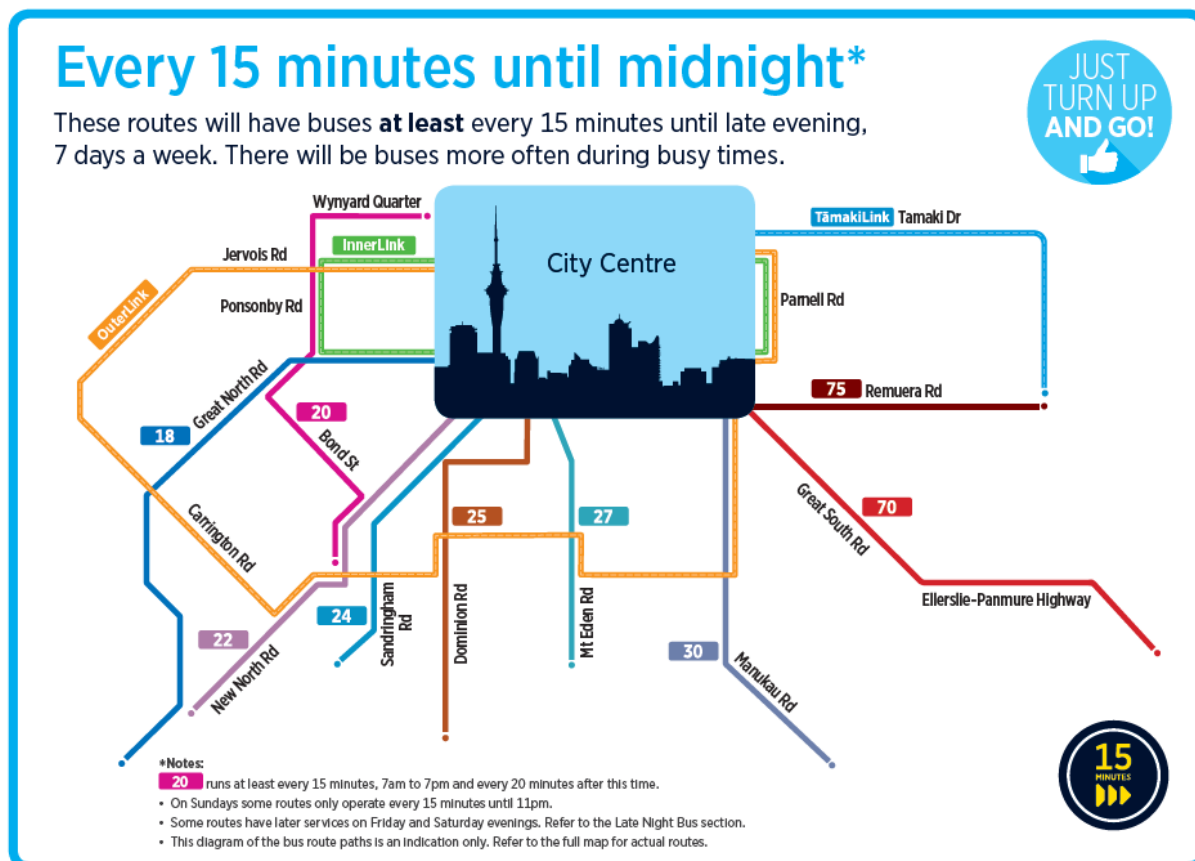 Every 15 minutes until midnight*
These routes will have buses at least every 15 minutes until late evening,
7 days a week. There will be buses more often during busy times.
JUST
TURN UP
AND GO!
Wynyard Quarter
InnerLink
Jervois Rd
OuterLink
Ponsonby Rd
City Centre
TāmakiLink Tamaki Dr
Parnell Rd
75 Remuera Rd
18
Great North Rd
20
Bond St
Carrington Rd
25
27
70
Great South Rd
Ellerslie-Panmure Highway
22
New North Rd
24
Sandringham
Rd
Dominion Rd
Mt Eden Rd
30
Manukau Rd
*Notes:
20 runs at least every 15 minutes, 7am to 7pm and every 20 minutes after this time.
• On Sundays some routes only operate every 15 minutes until 11pm.
• Some routes have later services on Friday and Saturday evenings. Refer to the Late Night Bus section.
• This diagram of the bus route paths is an indication only. Refer to the full map for actual routes.
15
MINUTES